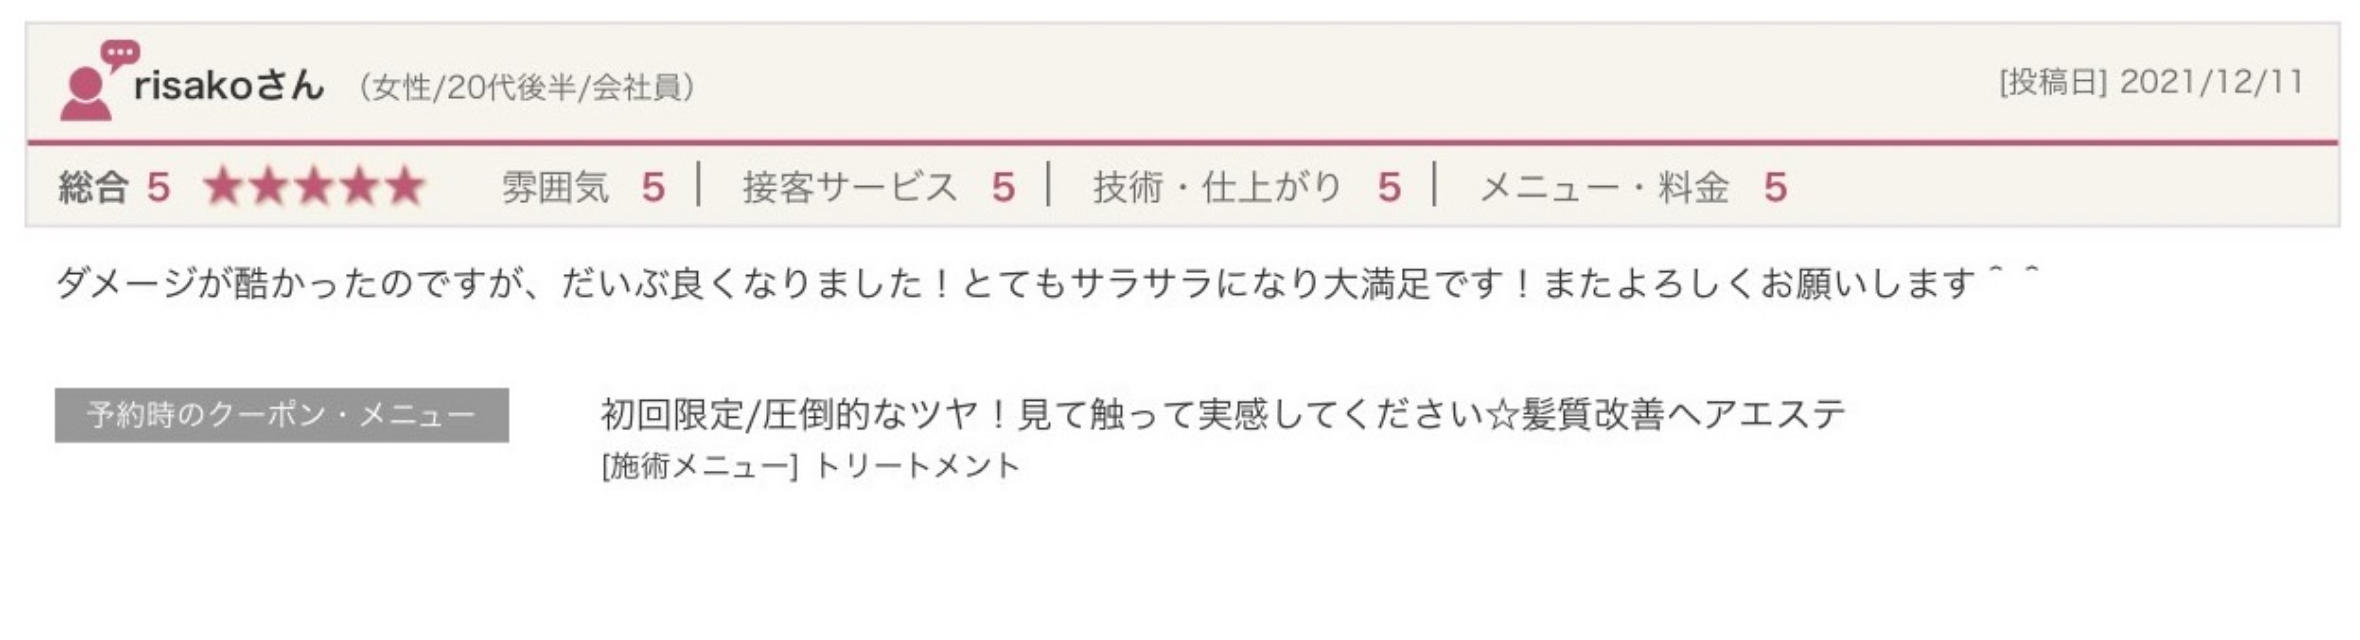 risakoさん （女性/20代後半/会社員） [投稿日] 2021/12/11
総合 5 ★★★★★ 雰囲気 5 | 接客サービス 5 | 技術・仕上がり 5 | メニュー・料金 5
ダメージが酷かったのですが、だいぶ良くなりました！とてもサラサラになり大満足です！またよろしくお願いします＾＾
予約時のクーポン・メニュー 初回限定/圧倒的なツヤ！見て触って実感してください☆髪質改善ヘアエステ
[施術メニュー] トリートメント